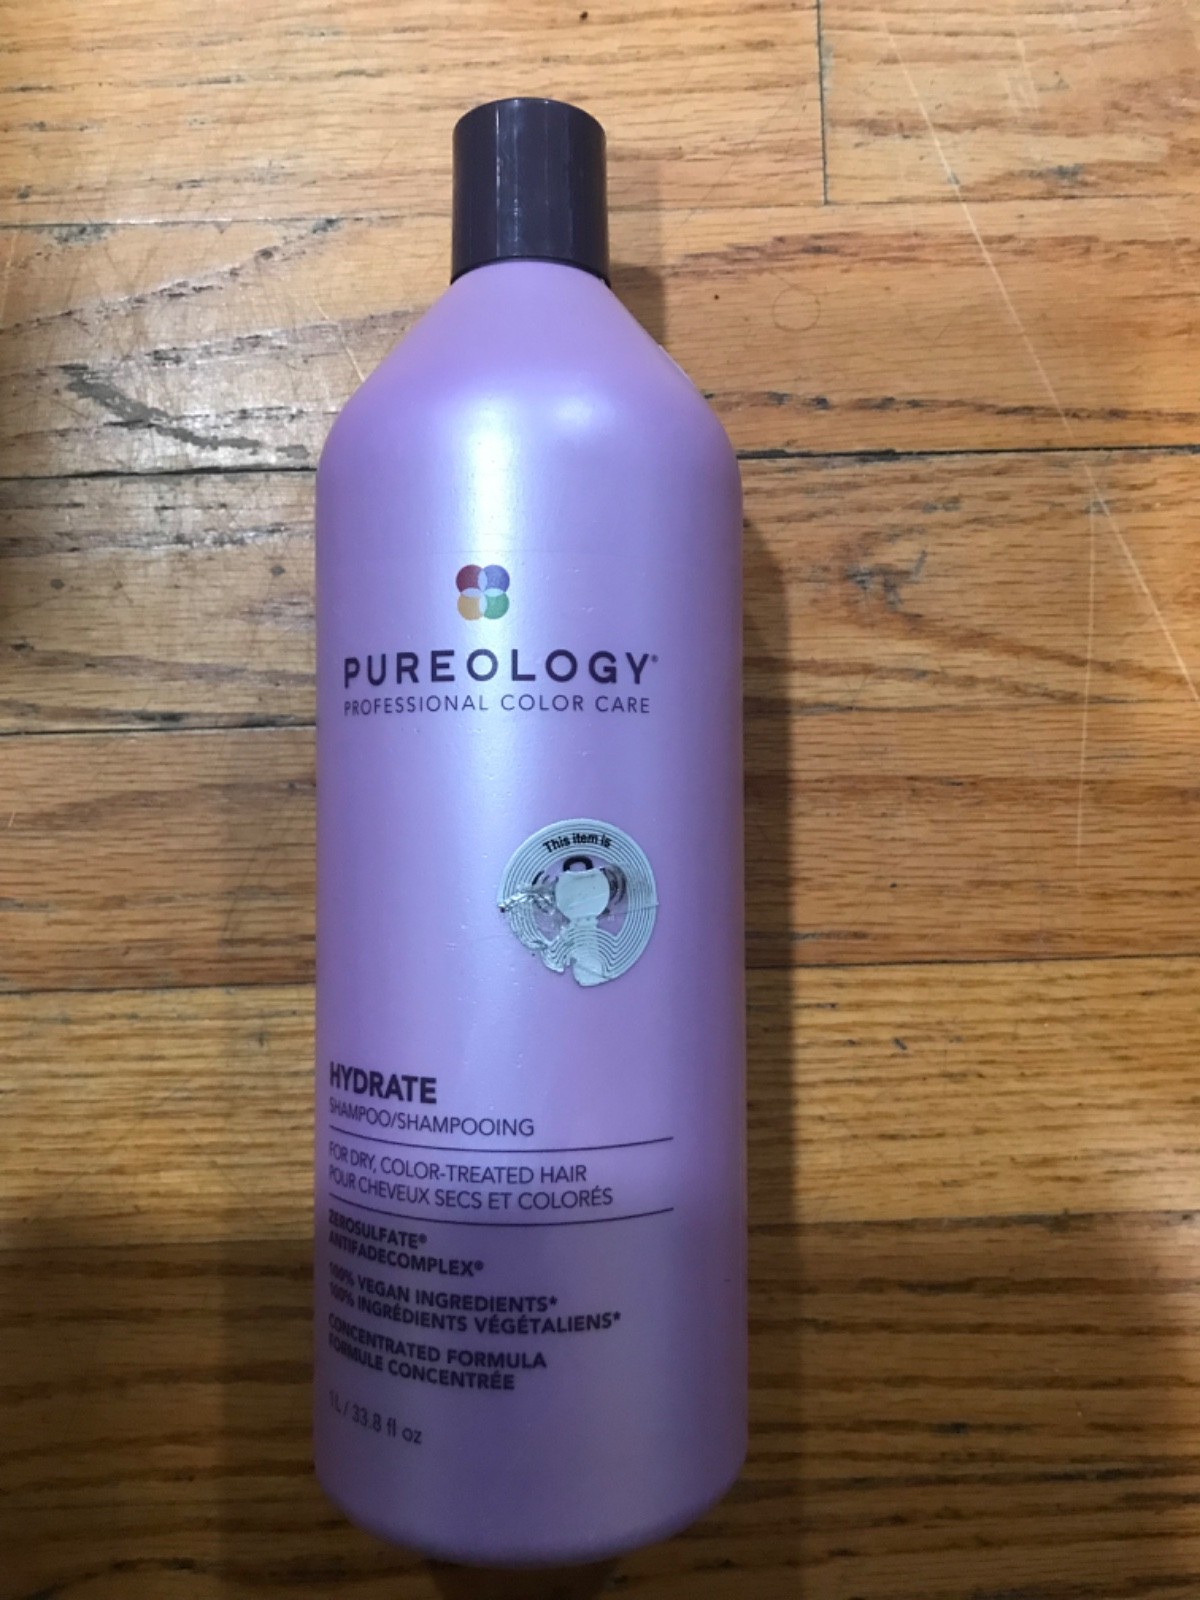 PUREOLOGY®
PROFESSIONAL COLOR CARE
This item is
HYDRATE
SHAMPOO/SHAMPOOING
FOR DRY, COLOR-TREATED HAIR
POUR CHEVEUX SECS ET COLORÉS
ZEROSULFATE®
ANTIFADECOMPLEX®
100% VEGAN INGREDIENTS*
100% INGRÉDIENTS VÉGÉTALIENS*
CONCENTRATED FORMULA
FORMULE CONCENTRÉE
1L / 33.8 fl oz